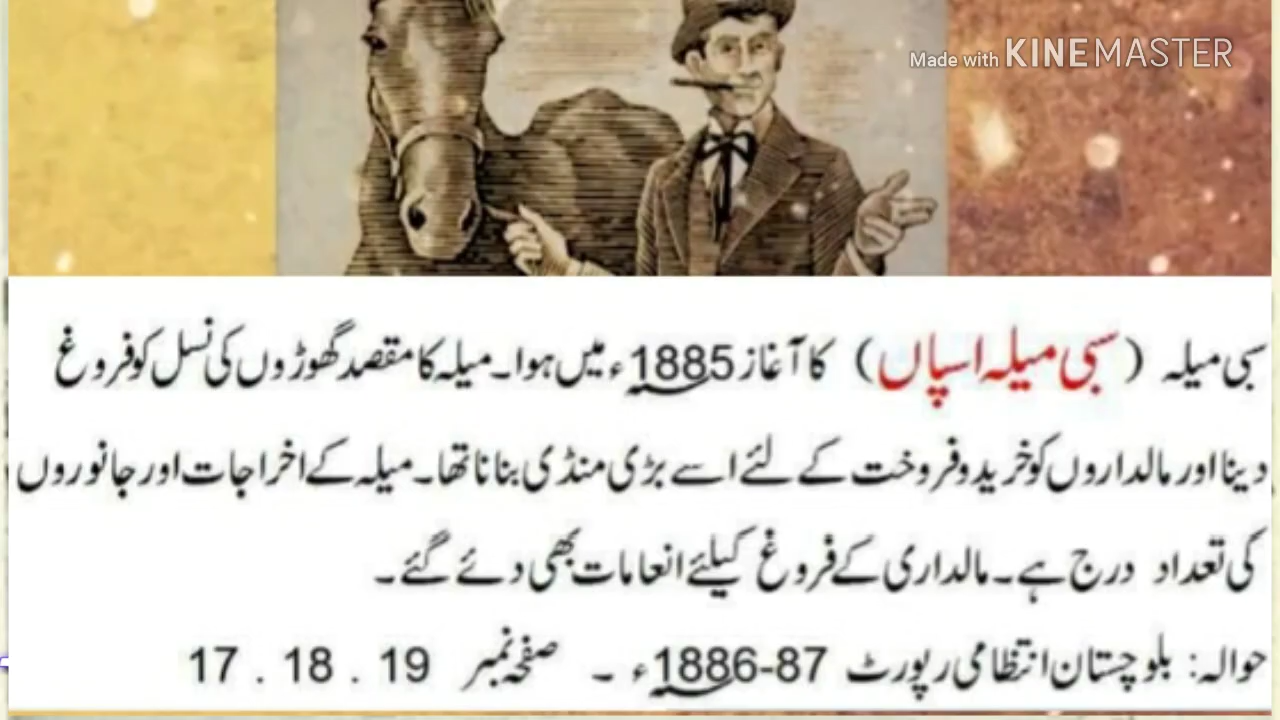 Made with KINEMASTER
سبی میلہ (سبی میلہ اسپاں) کا آغاز 1885ء میں ہوا۔ میلہ کا مقصد گھوڑوں کی نسل کو فروغ
دینا اور مالداروں کو خرید و فروخت کے لئے اسے بڑی منڈی بنانا تھا۔ میلہ کے اخراجات اور جانوروں
کی تعداد درج ہے۔ مالداری کے فروغ کیلئے انعامات بھی دئے گئے۔
حوالہ: بلوچستان انتظامی رپورٹ 87-1886ء ۔ صفحہ نمبر 19 . 18 . 17